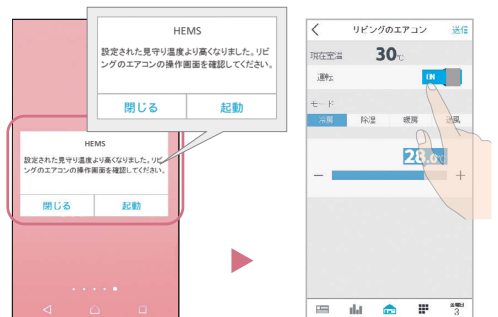 HEMS
設定された見守り温度より高くなりました。リビ
ングのエアコンの操作画面を確認してください。
閉じる
起動
HEMS
設定された見守り温度より高くなりました。リビ
ングのエアコンの操作画面を確認してください。
閉じる
起動
リビングのエアコン
送信
現在室温
30℃
運転
ON
モード
冷房
除湿
暖房
送風
28.0℃
−
+
3